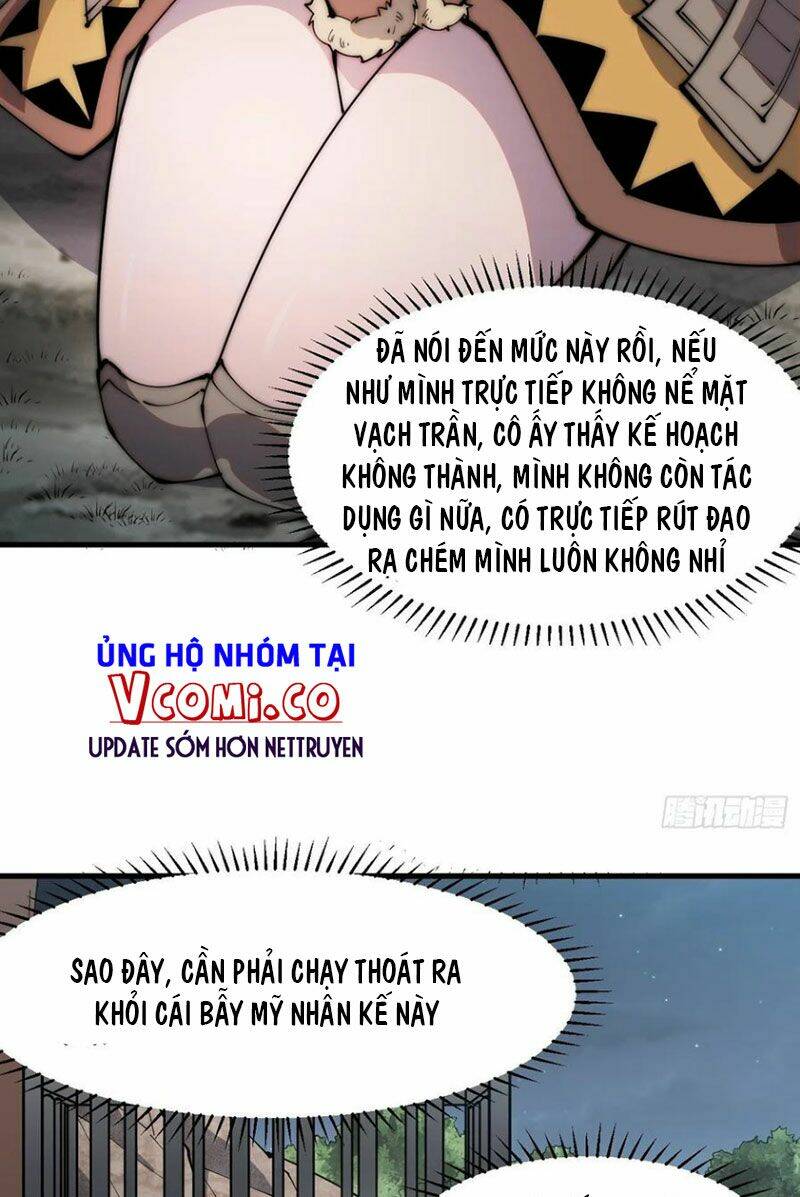 ĐÃ NÓI ĐẾN MỨC NÀY RỒI, NẾU
NHƯ MÌNH TRỰC TIẾP KHÔNG NỂ MẶT
VẠCH TRẦN, CÔ ẤY THẤY KẾ HOẠCH
KHÔNG THÀNH, MÌNH KHÔNG CÒN TÁC
DỤNG GÌ NỮA, CÓ TRỰC TIẾP RÚT ĐAO
RA CHÉM MÌNH LUÔN KHÔNG NHỈ
ỦNG HỘ NHÓM TẠI
VCOMI.CO
UPDATE SỚM HƠN NETTRUYEN
腾讯动漫
SAO ĐÂY, CẦN PHẢI CHẠY THOÁT RA
KHỎI CÁI BẪY MỸ NHÂN KẾ NÀY